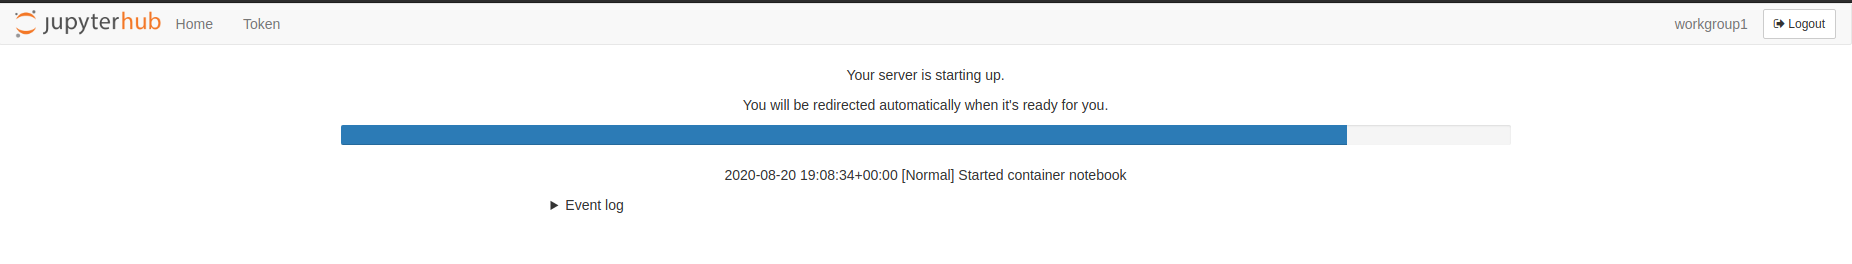 jupyterhub Home Token workgroup1 Logout
Your server is starting up.
You will be redirected automatically when it's ready for you.
2020-08-20 19:08:34+00:00 [Normal] Started container notebook
Event log